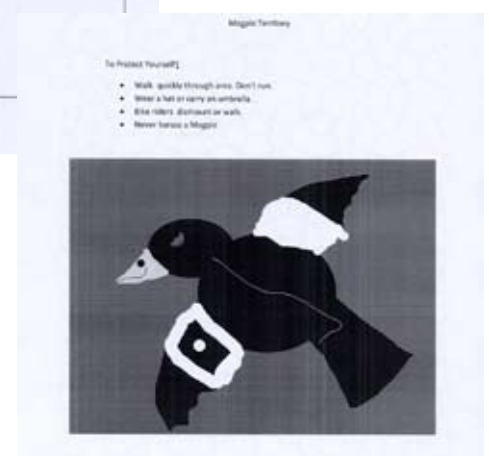 Magpie Territory
To Protect Yourself;
Walk quickly through area. Don't run.
Wear a hat or carry an umbrella.
Bike riders dismount or walk.
Never harass a Magpie